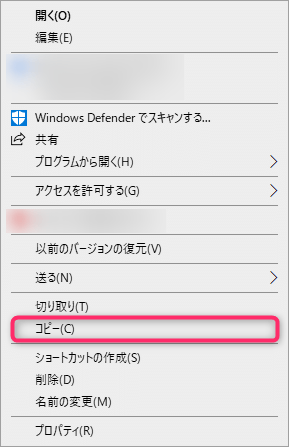 開く(O)
編集(E)
Windows Defender でスキャンする...
共有
プログラムから開く(H)
アクセスを許可する(G)
以前のバージョンの復元(V)
送る(N)
切り取り(T)
コピー(C)
ショートカットの作成(S)
削除(D)
名前の変更(M)
プロパティ(R)